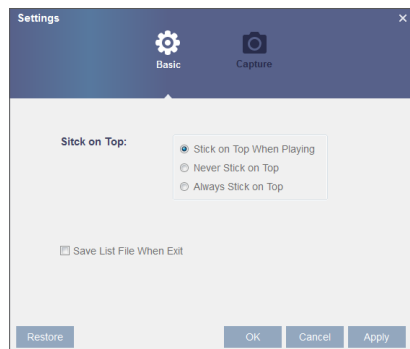 Settings
Basic
Capture
Sitck on Top:
Stick on Top When Playing
Never Stick on Top
Always Stick on Top
Save List File When Exit
Restore
OK
Cancel
Apply